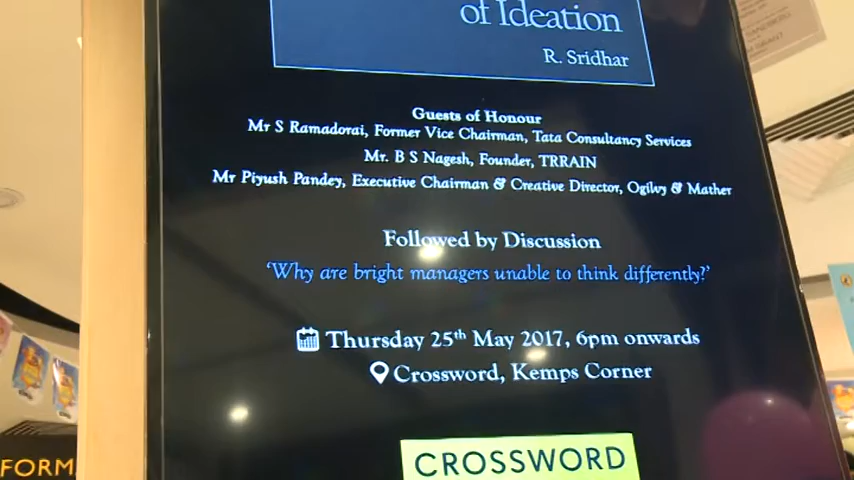 of Ideation
R. Sridhar
Guests of Honour
Mr S Ramadorai, Former Vice Chairman, Tata Consultancy Services
Mr. B S Nagesh, Founder, TRRAIN
Mr Piyush Pandey, Executive Chairman & Creative Director, Ogilvy & Mather
Followed by Discussion
'Why are bright managers unable to think differently?'
Thursday 25th May 2017, 6pm onwards
Crossword, Kemps Corner
CROSSWORD
FORM